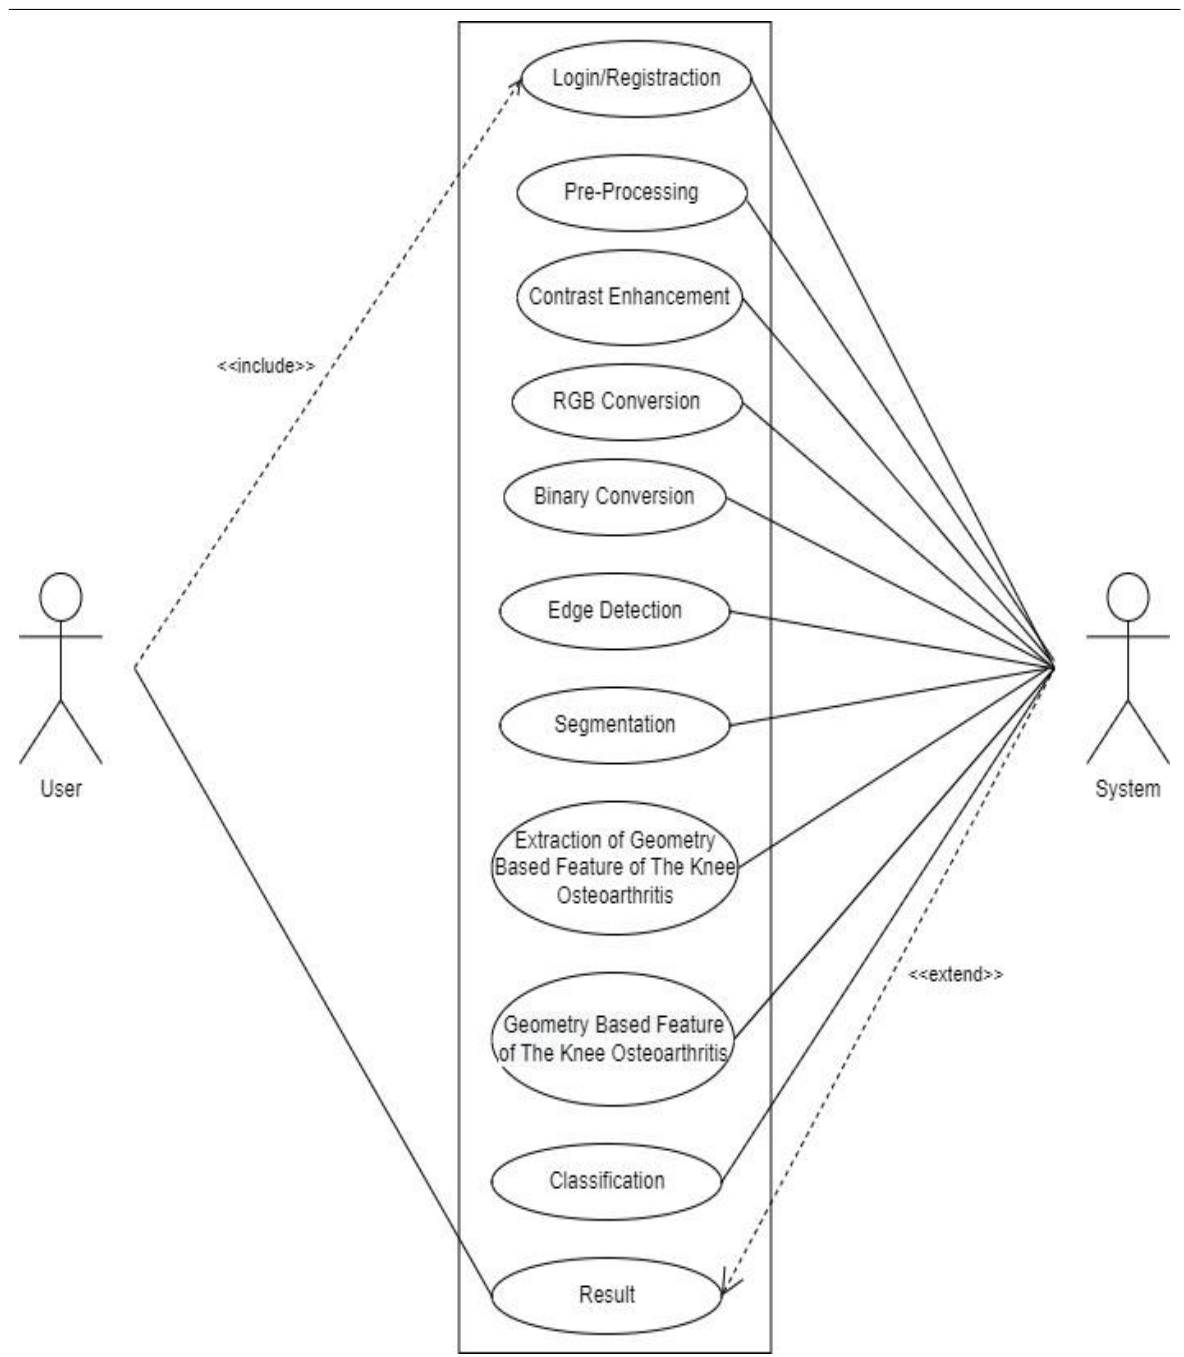 Login/Registraction
Pre-Processing
Contrast Enhancement
<<include>>
RGB Conversion
Binary Conversion
Edge Detection
Segmentation
User
System
Extraction of Geometry
Based Feature of The Knee
Osteoarthritis
<<extend>>
Geometry Based Feature
of The Knee Osteoarthritis
Classification
Result